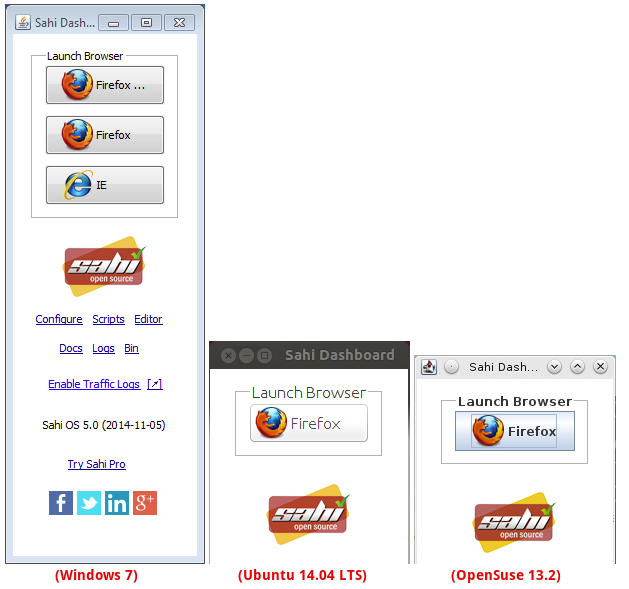 Sahi Dash...
Launch Browser
Firefox ...
Firefox
IE
sahi
open source
Configure Scripts Editor
Docs Logs Bin
Enable Traffic Logs [↗]
Sahi OS 5.0 (2014-11-05)
Try Sahi Pro
f in g+
(Windows 7)
Sahi Dashboard
Launch Browser
Firefox
sahi
open source
(Ubuntu 14.04 LTS)
Sahi Dash...
Launch Browser
Firefox
sahi
open source
(OpenSuse 13.2)